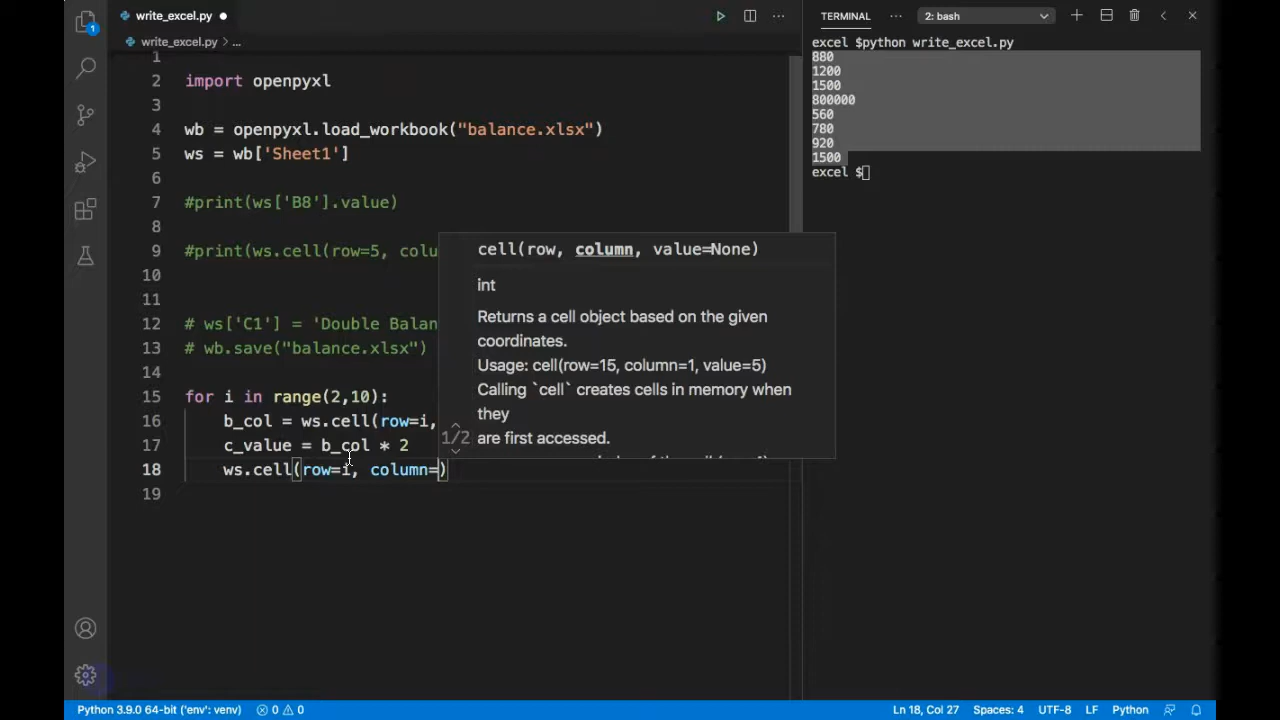 write_excel.py
TERMINAL
2: bash
1
write_excel.py > ...
excel $python write_excel.py
880
1200
1500
800000
560
780
920
1500
excel $
1
2 import openpyxl
3
4 wb = openpyxl.load_workbook("balance.xlsx")
5 ws = wb['Sheet1']
6
7 #print(ws['B8'].value)
8
9 #print(ws.cell(row=5, colu
10
11
12 # ws['C1'] = 'Double Balan
13 # wb.save("balance.xlsx")
14
15 for i in range(2,10):
16 b_col = ws.cell(row=i,
17 c_value = b_col * 2
18 ws.cell(row=i, column=)
19
cell(row, column, value=None)
int
Returns a cell object based on the given
coordinates.
Usage: cell(row=15, column=1, value=5)
Calling `cell` creates cells in memory when
they
are first accessed.
1/2
Python 3.9.0 64-bit ('env': venv)
0
0
Ln 18, Col 27
Spaces: 4
UTF-8
LF
Python